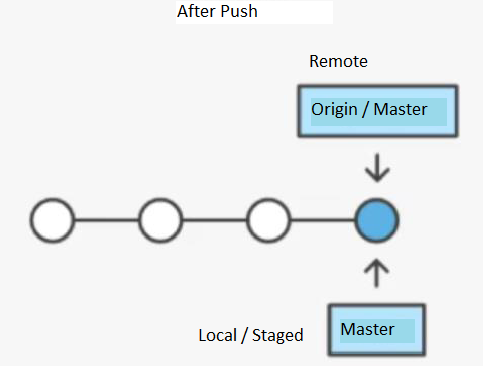 After Push
Remote
Origin / Master
Local / Staged
Master